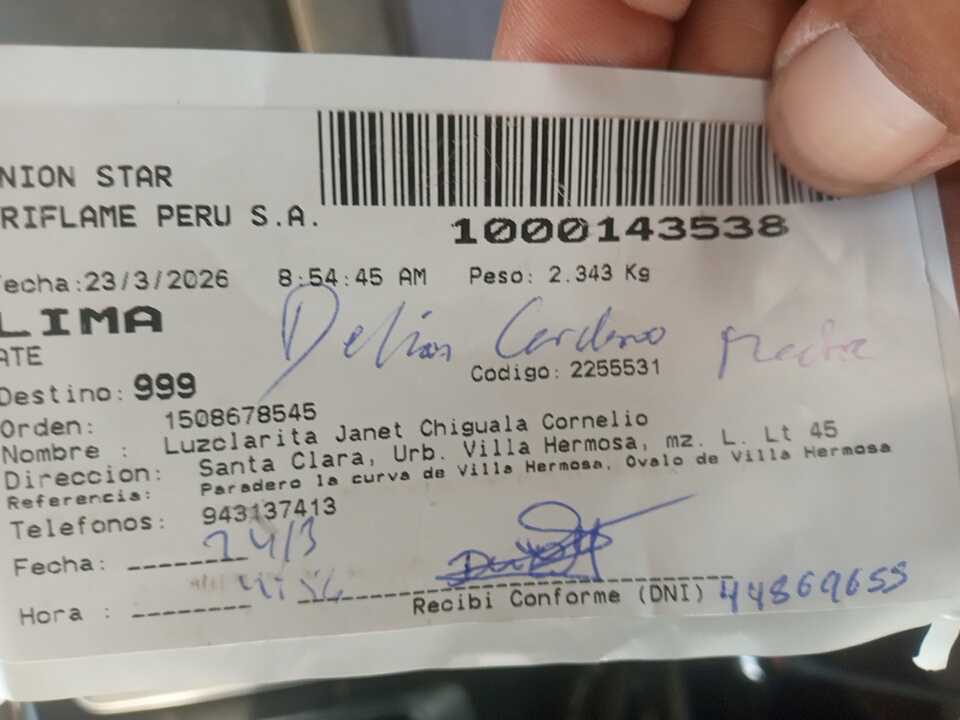 NION STAR
RIFLAME PERU S.A.
1000143538
Fecha:23/3/2026 8:54:45 AM Peso: 2.343 Kg
LIMA
ATE
Destino: 999 Codigo: 2255531
Orden: 1508678545
Nombre : Luzclarita Janet Chiguala Cornelio
Direccion: Santa Clara, Urb. Villa Hermosa, mz. L. Lt 45
Referencia: Paradero la curva de Villa Hermosa, Ovalo de Villa Hermosa
Telefonos: 943137413
Fecha: 24/3
Hora :
Recibi Conforme (DNI) 44869655